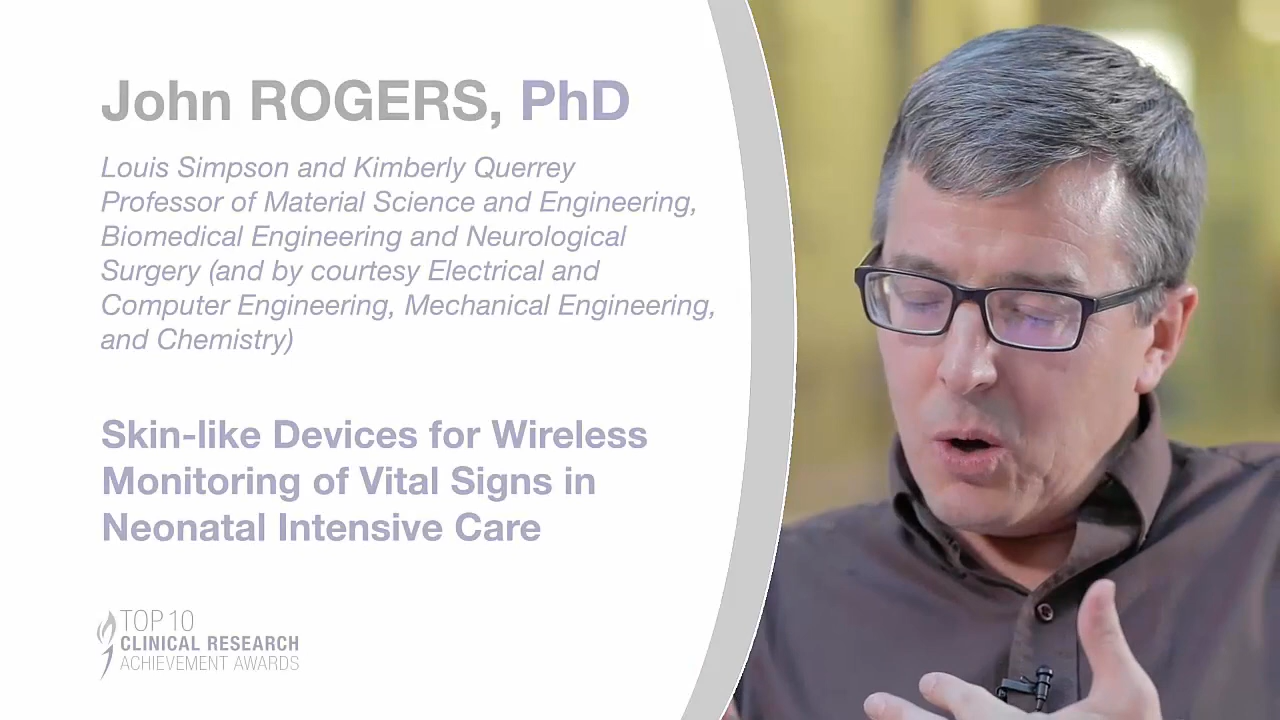 John ROGERS, PhD
Louis Simpson and Kimberly Querrey
Professor of Material Science and Engineering,
Biomedical Engineering and Neurological
Surgery (and by courtesy Electrical and
Computer Engineering, Mechanical Engineering,
and Chemistry)
Skin-like Devices for Wireless
Monitoring of Vital Signs in
Neonatal Intensive Care
TOP 10
CLINICAL RESEARCH
ACHIEVEMENT AWARDS